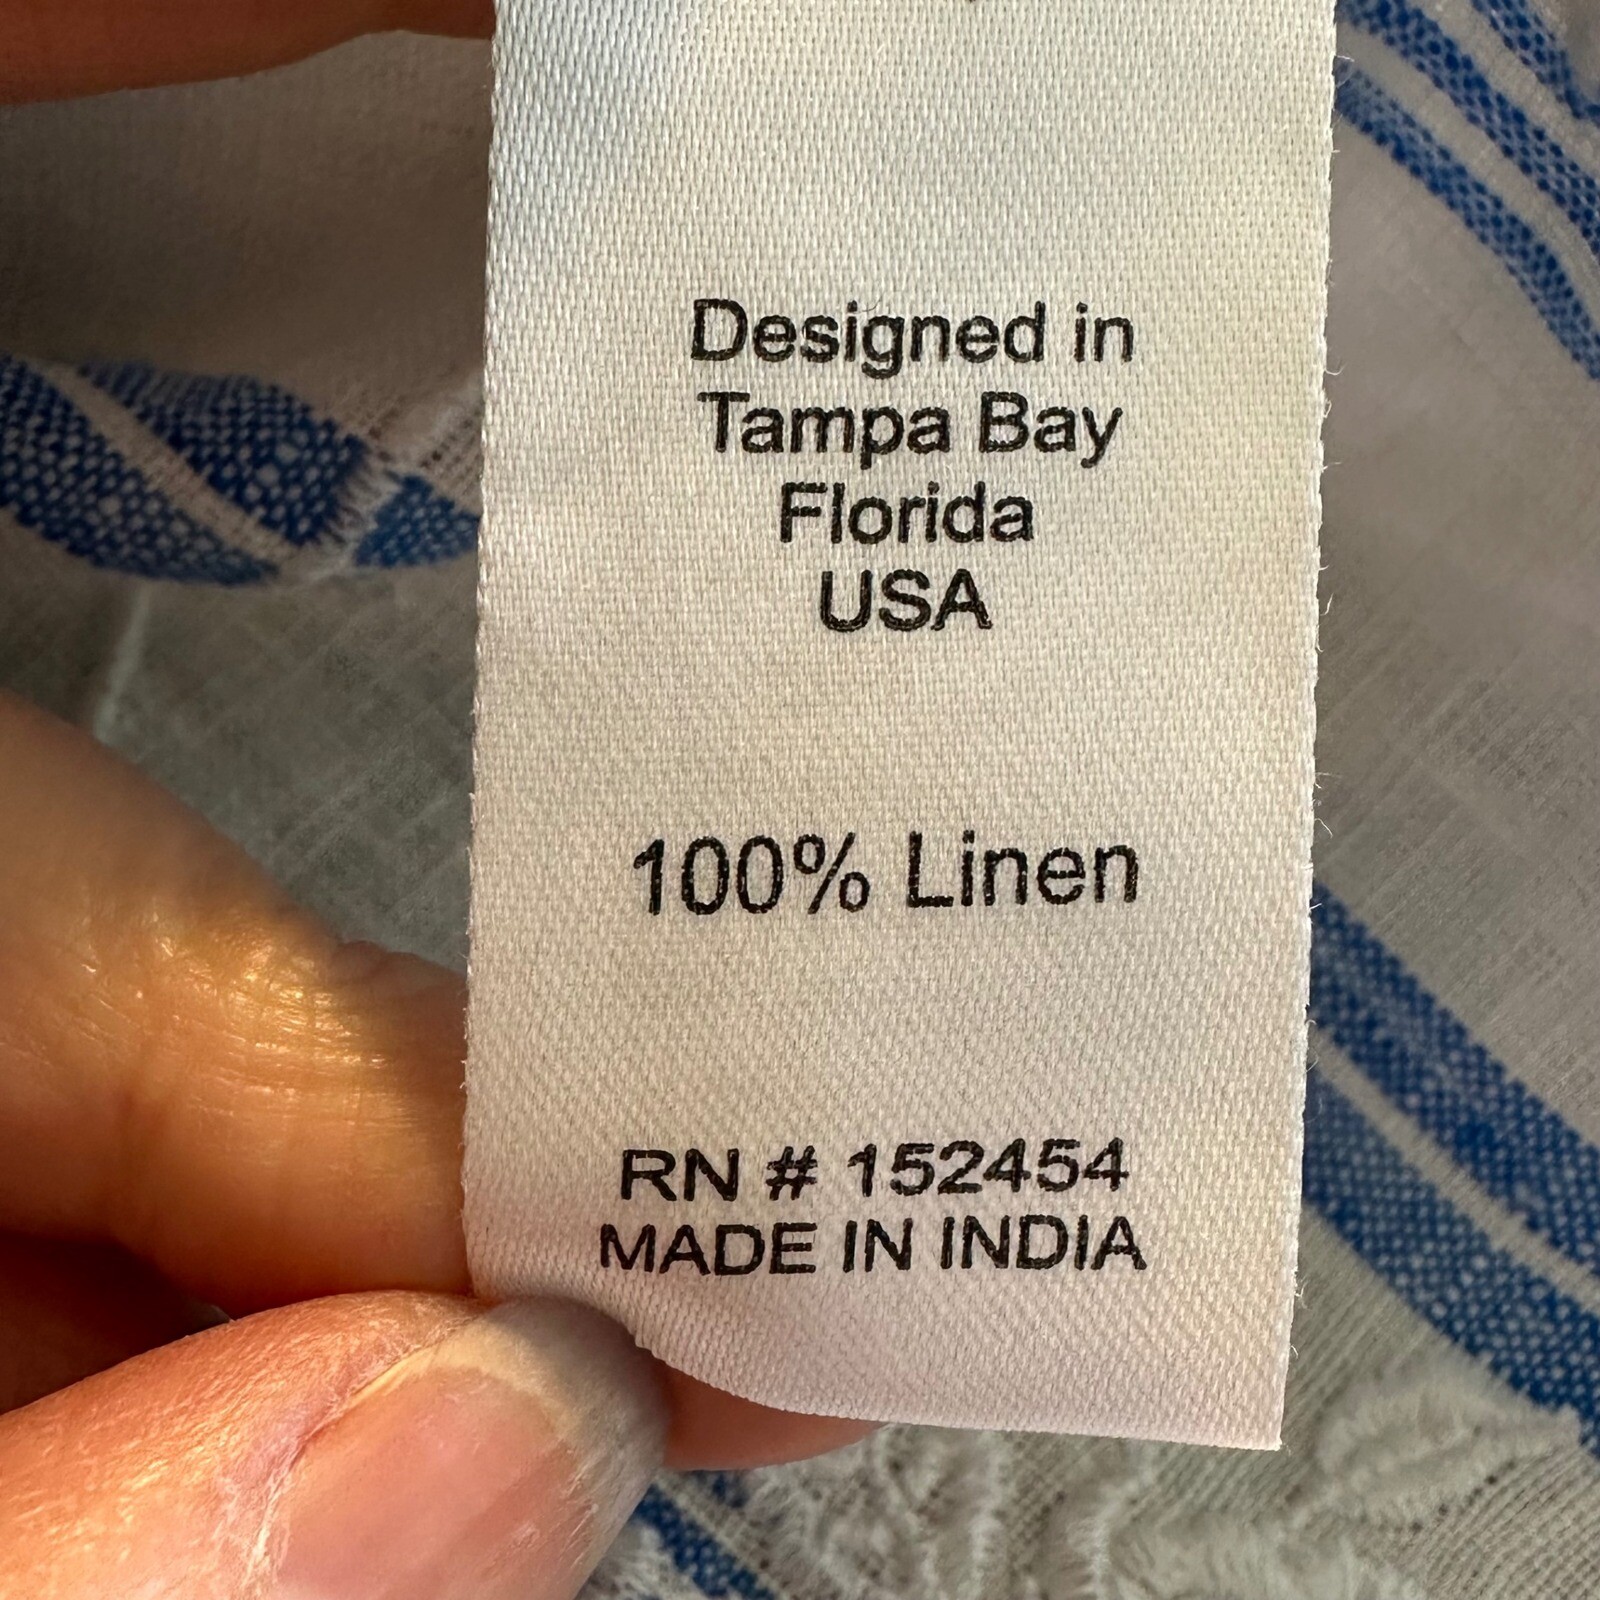 Designed in
Tampa Bay
Florida
USA
100% Linen
RN # 152454
MADE IN INDIA